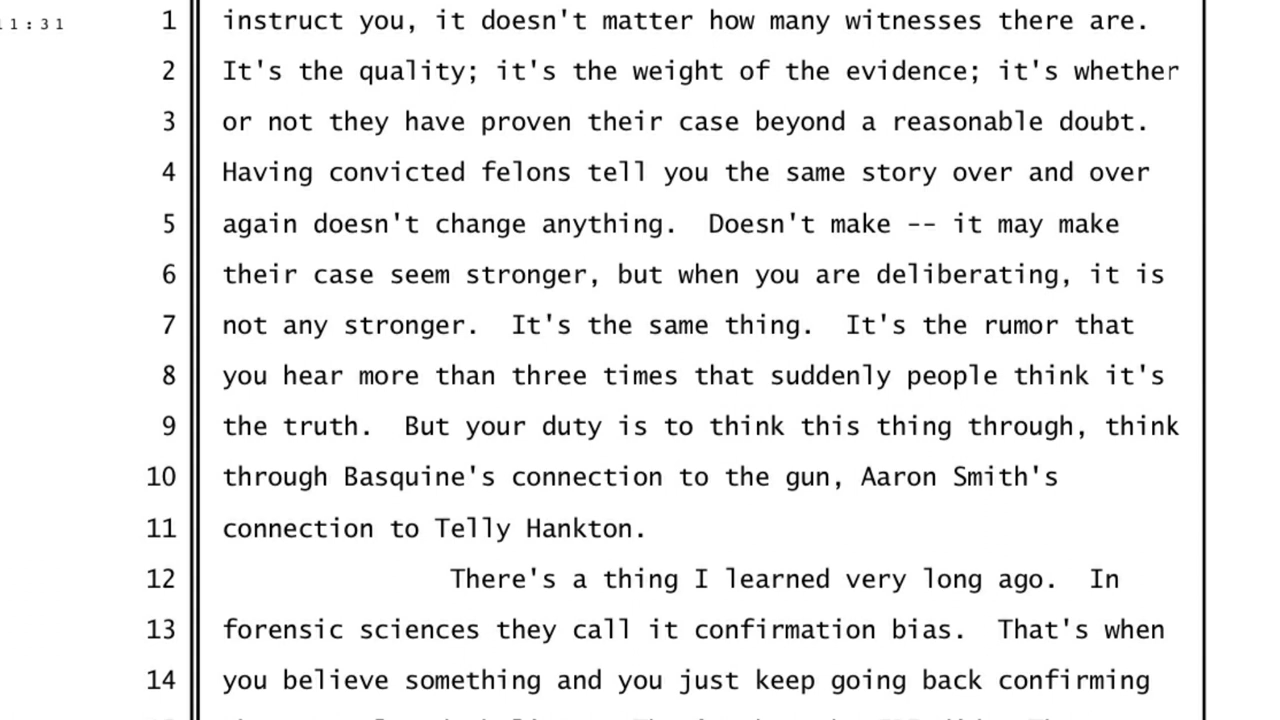 11:31 1 instruct you, it doesn't matter how many witnesses there are.
2 It's the quality; it's the weight of the evidence; it's whether
3 or not they have proven their case beyond a reasonable doubt.
4 Having convicted felons tell you the same story over and over
5 again doesn't change anything. Doesn't make -- it may make
6 their case seem stronger, but when you are deliberating, it is
7 not any stronger. It's the same thing. It's the rumor that
8 you hear more than three times that suddenly people think it's
9 the truth. But your duty is to think this thing through, think
10 through Basquine's connection to the gun, Aaron Smith's
11 connection to Telly Hankton.
12 There's a thing I learned very long ago. In
13 forensic sciences they call it confirmation bias. That's when
14 you believe something and you just keep going back confirming